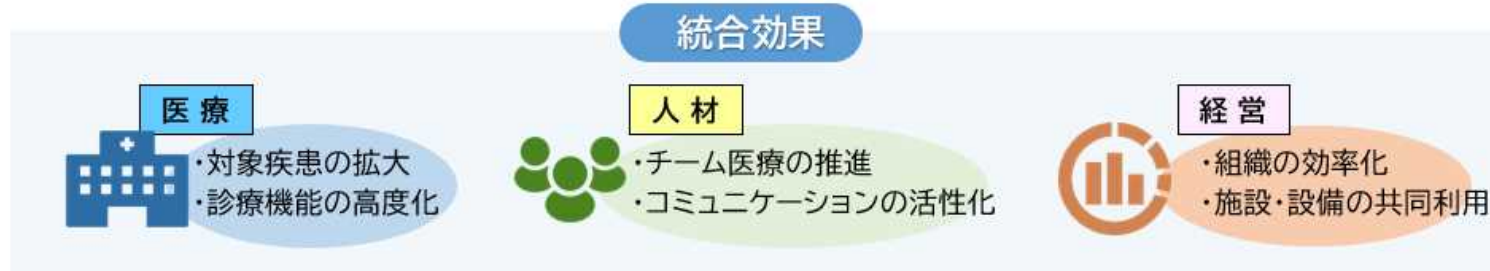 統合効果
医療
・対象疾患の拡大
・診療機能の高度化
人材
・チーム医療の推進
・コミュニケーションの活性化
経営
・組織の効率化
・施設・設備の共同利用